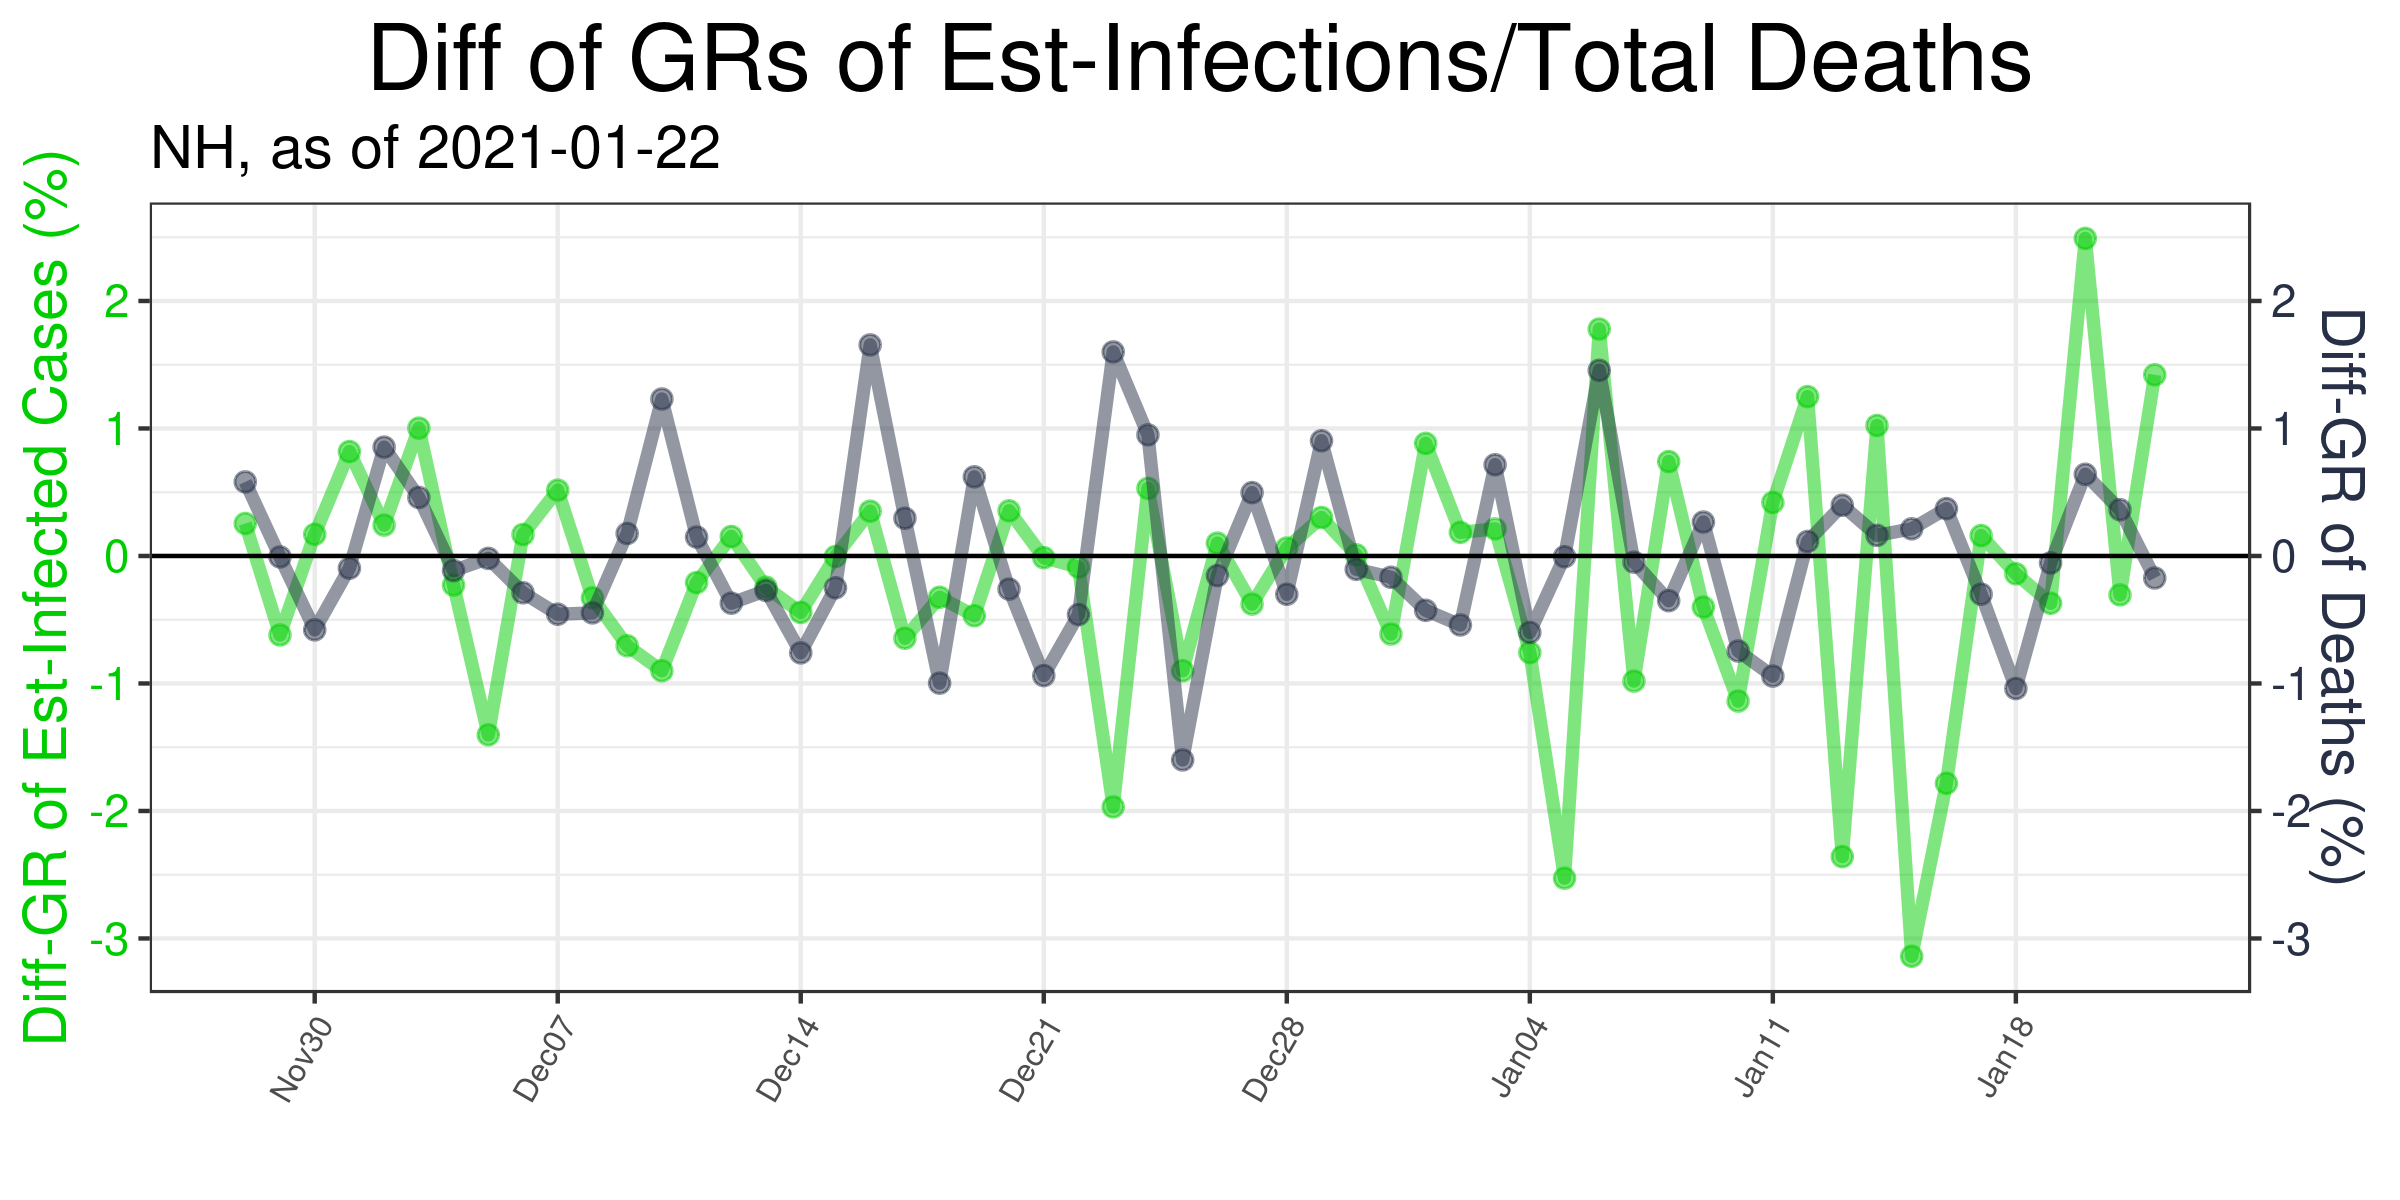 Diff of GRs of Est-Infections/Total Deaths
NH, as of 2021-01-22
Diff-GR of Est-Infected Cases (%)
2
1
0
-1
-2
-3
2
1
0
-1
-2
-3
Diff-GR of Deaths (%)
Nov30
Dec07
Dec14
Dec21
Dec28
Jan04
Jan11
Jan18